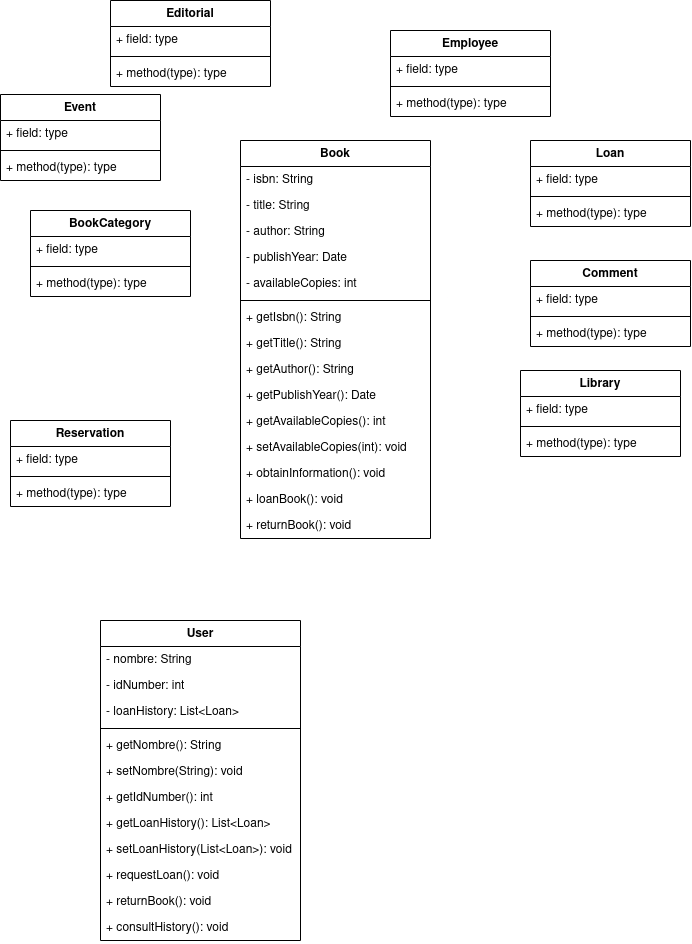 Editorial
+ field: type
+ method(type): type
Employee
+ field: type
+ method(type): type
Event
+ field: type
+ method(type): type
Book
- isbn: String
- title: String
- author: String
- publishYear: Date
- availableCopies: int
+ getIsbn(): String
+ getTitle(): String
+ getAuthor(): String
+ getPublishYear(): Date
+ getAvailableCopies(): int
+ setAvailableCopies(int): void
+ obtainInformation(): void
+ loanBook(): void
+ returnBook(): void
Loan
+ field: type
+ method(type): type
BookCategory
+ field: type
+ method(type): type
Comment
+ field: type
+ method(type): type
Library
+ field: type
+ method(type): type
Reservation
+ field: type
+ method(type): type
User
- nombre: String
- idNumber: int
- loanHistory: List<Loan>
+ getNombre(): String
+ setNombre(String): void
+ getIdNumber(): int
+ getLoanHistory(): List<Loan>
+ setLoanHistory(List<Loan>): void
+ requestLoan(): void
+ returnBook(): void
+ consultHistory(): void